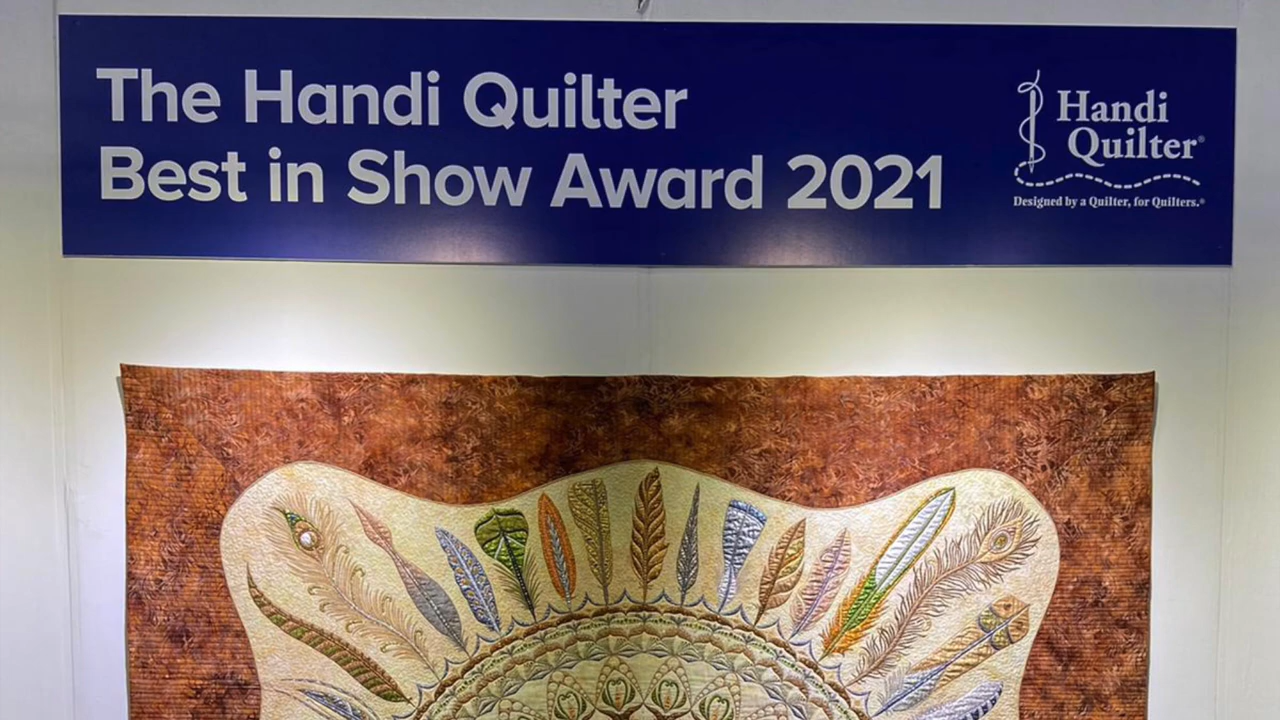 The Handi Quilter
Best in Show Award 2021
Handi
Quilter®
Designed by a Quilter, for Quilters.®